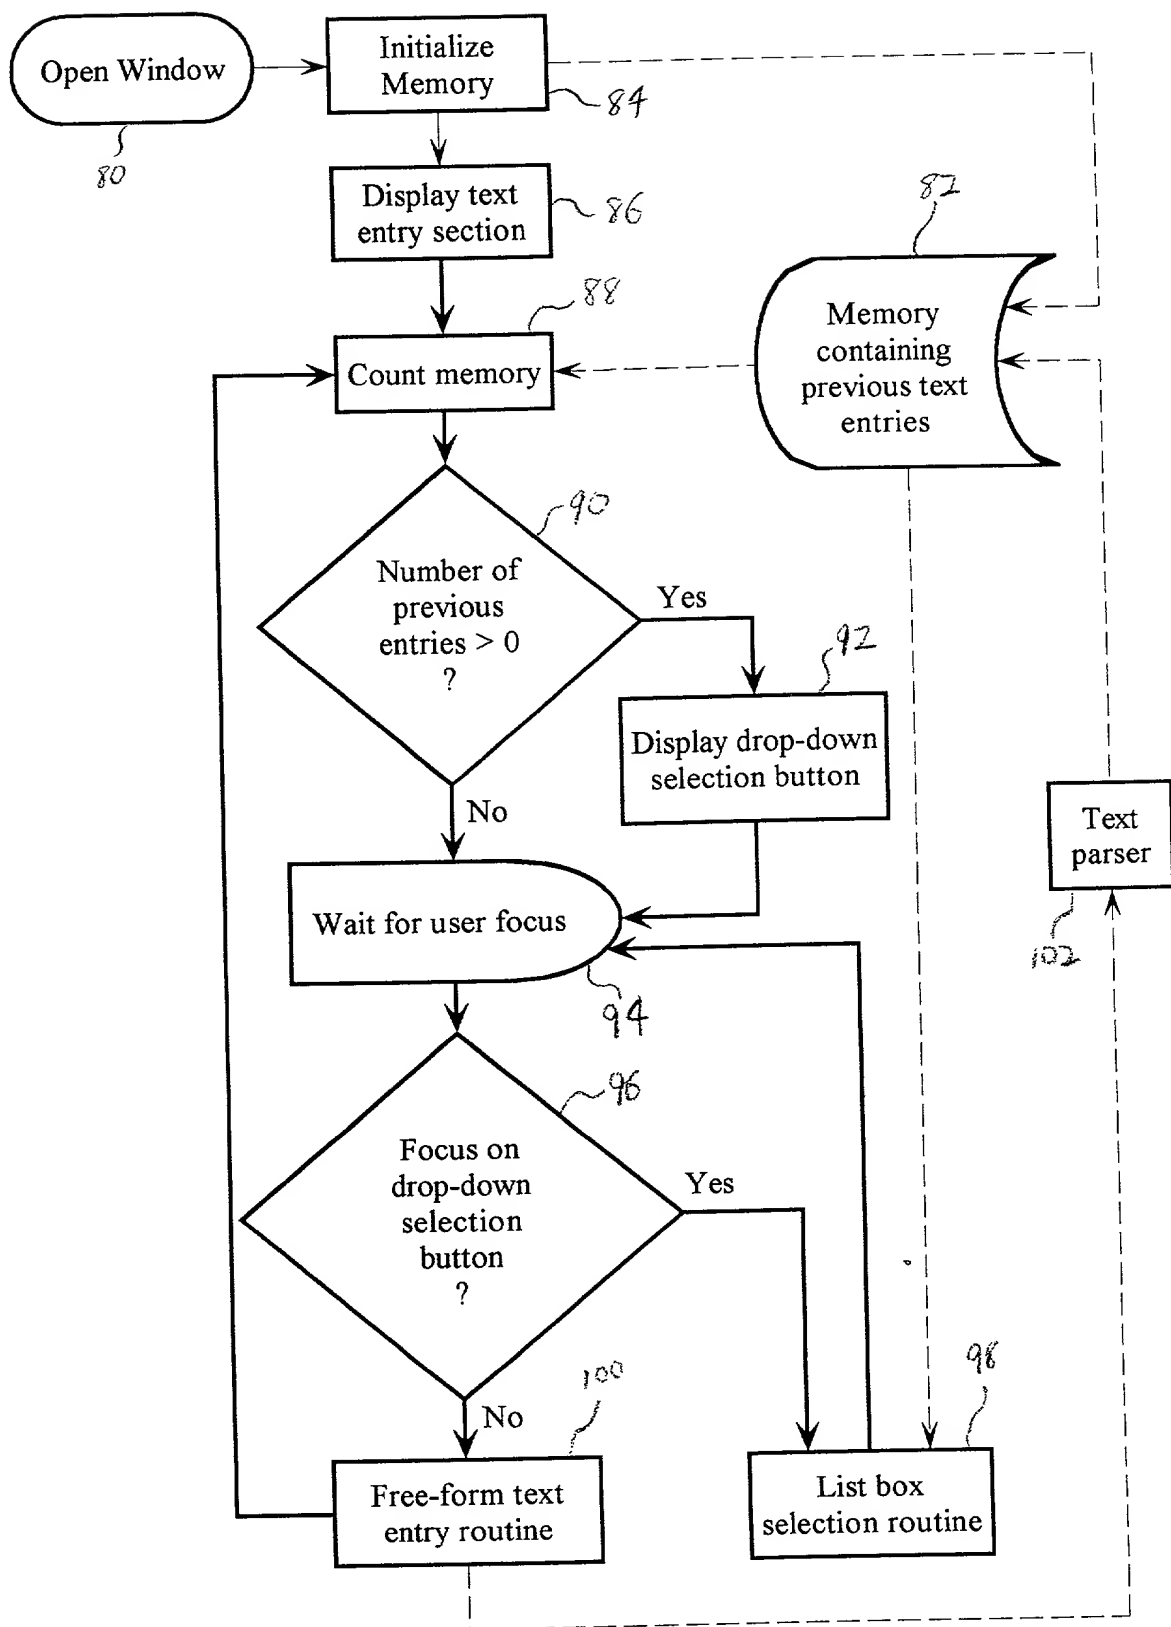 Open Window
80
Initialize
Memory
84
Display text
entry section
86
82
88
Count memory
Memory
containing
previous text
entries
90
Number of
previous
entries > 0
?
Yes
92
Display drop-down
selection button
No
Text
parser
102
Wait for user focus
94
96
Focus on
drop-down
selection
button
?
Yes
98
100
No
Free-form text
entry routine
List box
selection routine